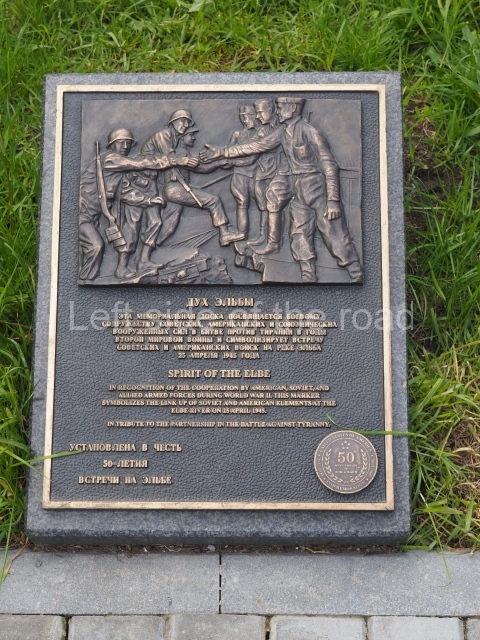 ДУХ ЭЛЬБЫ
ЭТА МЕМОРИАЛЬНАЯ ДОСКА ПОСВЯЩАЕТСЯ БОЕВОМУ
СОДРУЖЕСТВУ СОВЕТСКИХ, АМЕРИКАНСКИХ И СОЮЗНИЧЕСКИХ
ВООРУЖЕННЫХ СИЛ В БИТВЕ ПРОТИВ ТИРАНИИ В ГОДЫ
ВТОРОЙ МИРОВОЙ ВОЙНЫ И СИМВОЛИЗИРУЕТ ВСТРЕЧУ
СОВЕТСКИХ И АМЕРИКАНСКИХ ВОЙСК НА РЕКЕ ЭЛЬБА
25 АПРЕЛЯ 1945 ГОДА
SPIRIT OF THE ELBE
IN RECOGNITION OF THE COOPERATION BY AMERICAN, SOVIET, AND
ALLIED ARMED FORCES DURING WORLD WAR II. THIS MARKER
SYMBOLIZES THE LINK-UP OF SOVIET AND AMERICAN ELEMENTS AT THE
ELBE RIVER ON 25 APRIL 1945.
IN TRIBUTE TO THE PARTNERSHIP IN THE BATTLE AGAINST TYRANNY.
УСТАНОВЛЕНА В ЧЕСТЬ
50-ЛЕТИЯ
ВСТРЕЧИ НА ЭЛЬБЕ
50
the road